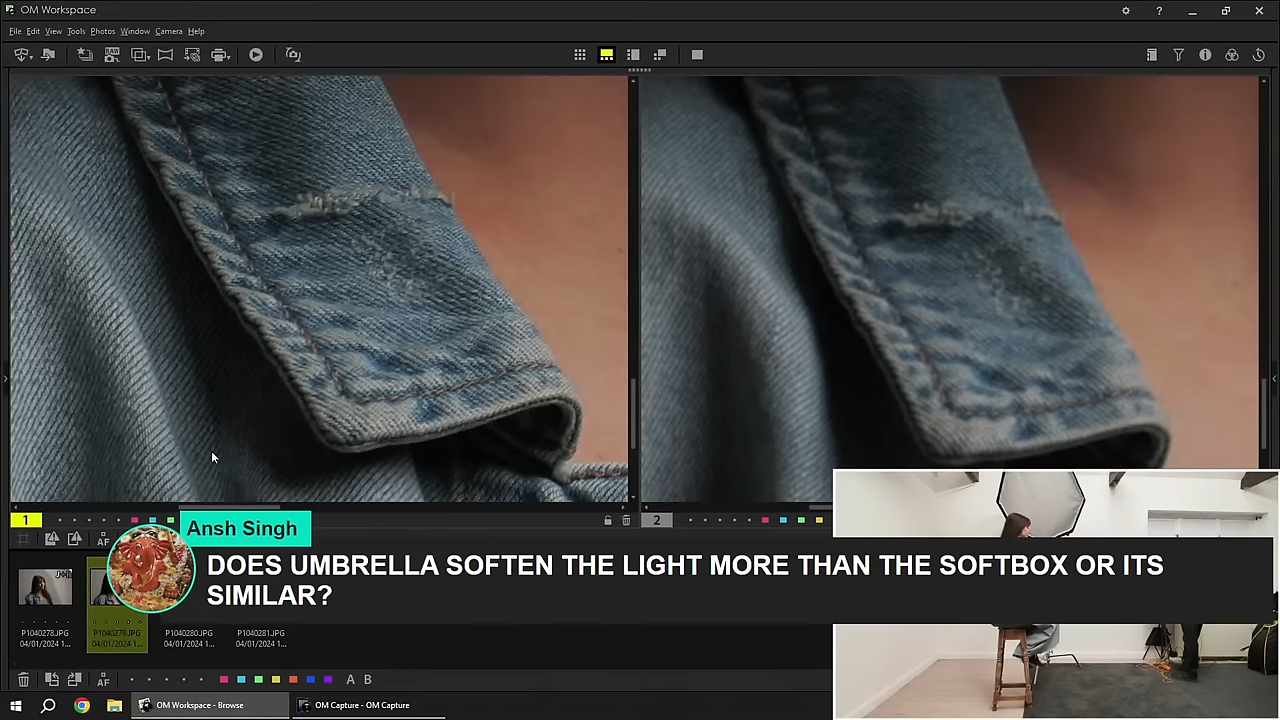 OM Workspace
File Edit View Tools Photos Window Camera Help
RAW
1
2
AF
Ansh Singh
DOES UMBRELLA SOFTEN THE LIGHT MORE THAN THE SOFTBOX OR ITS
SIMILAR?
P1040278.JPG P1040279.JPG P1040280.JPG P1040281.JPG
04/01/2024 1... 04/01/2024 1... 04/01/2024 1... 04/01/2024 1...
AF A B
OM Workspace - Browse OM Capture - OM Capture